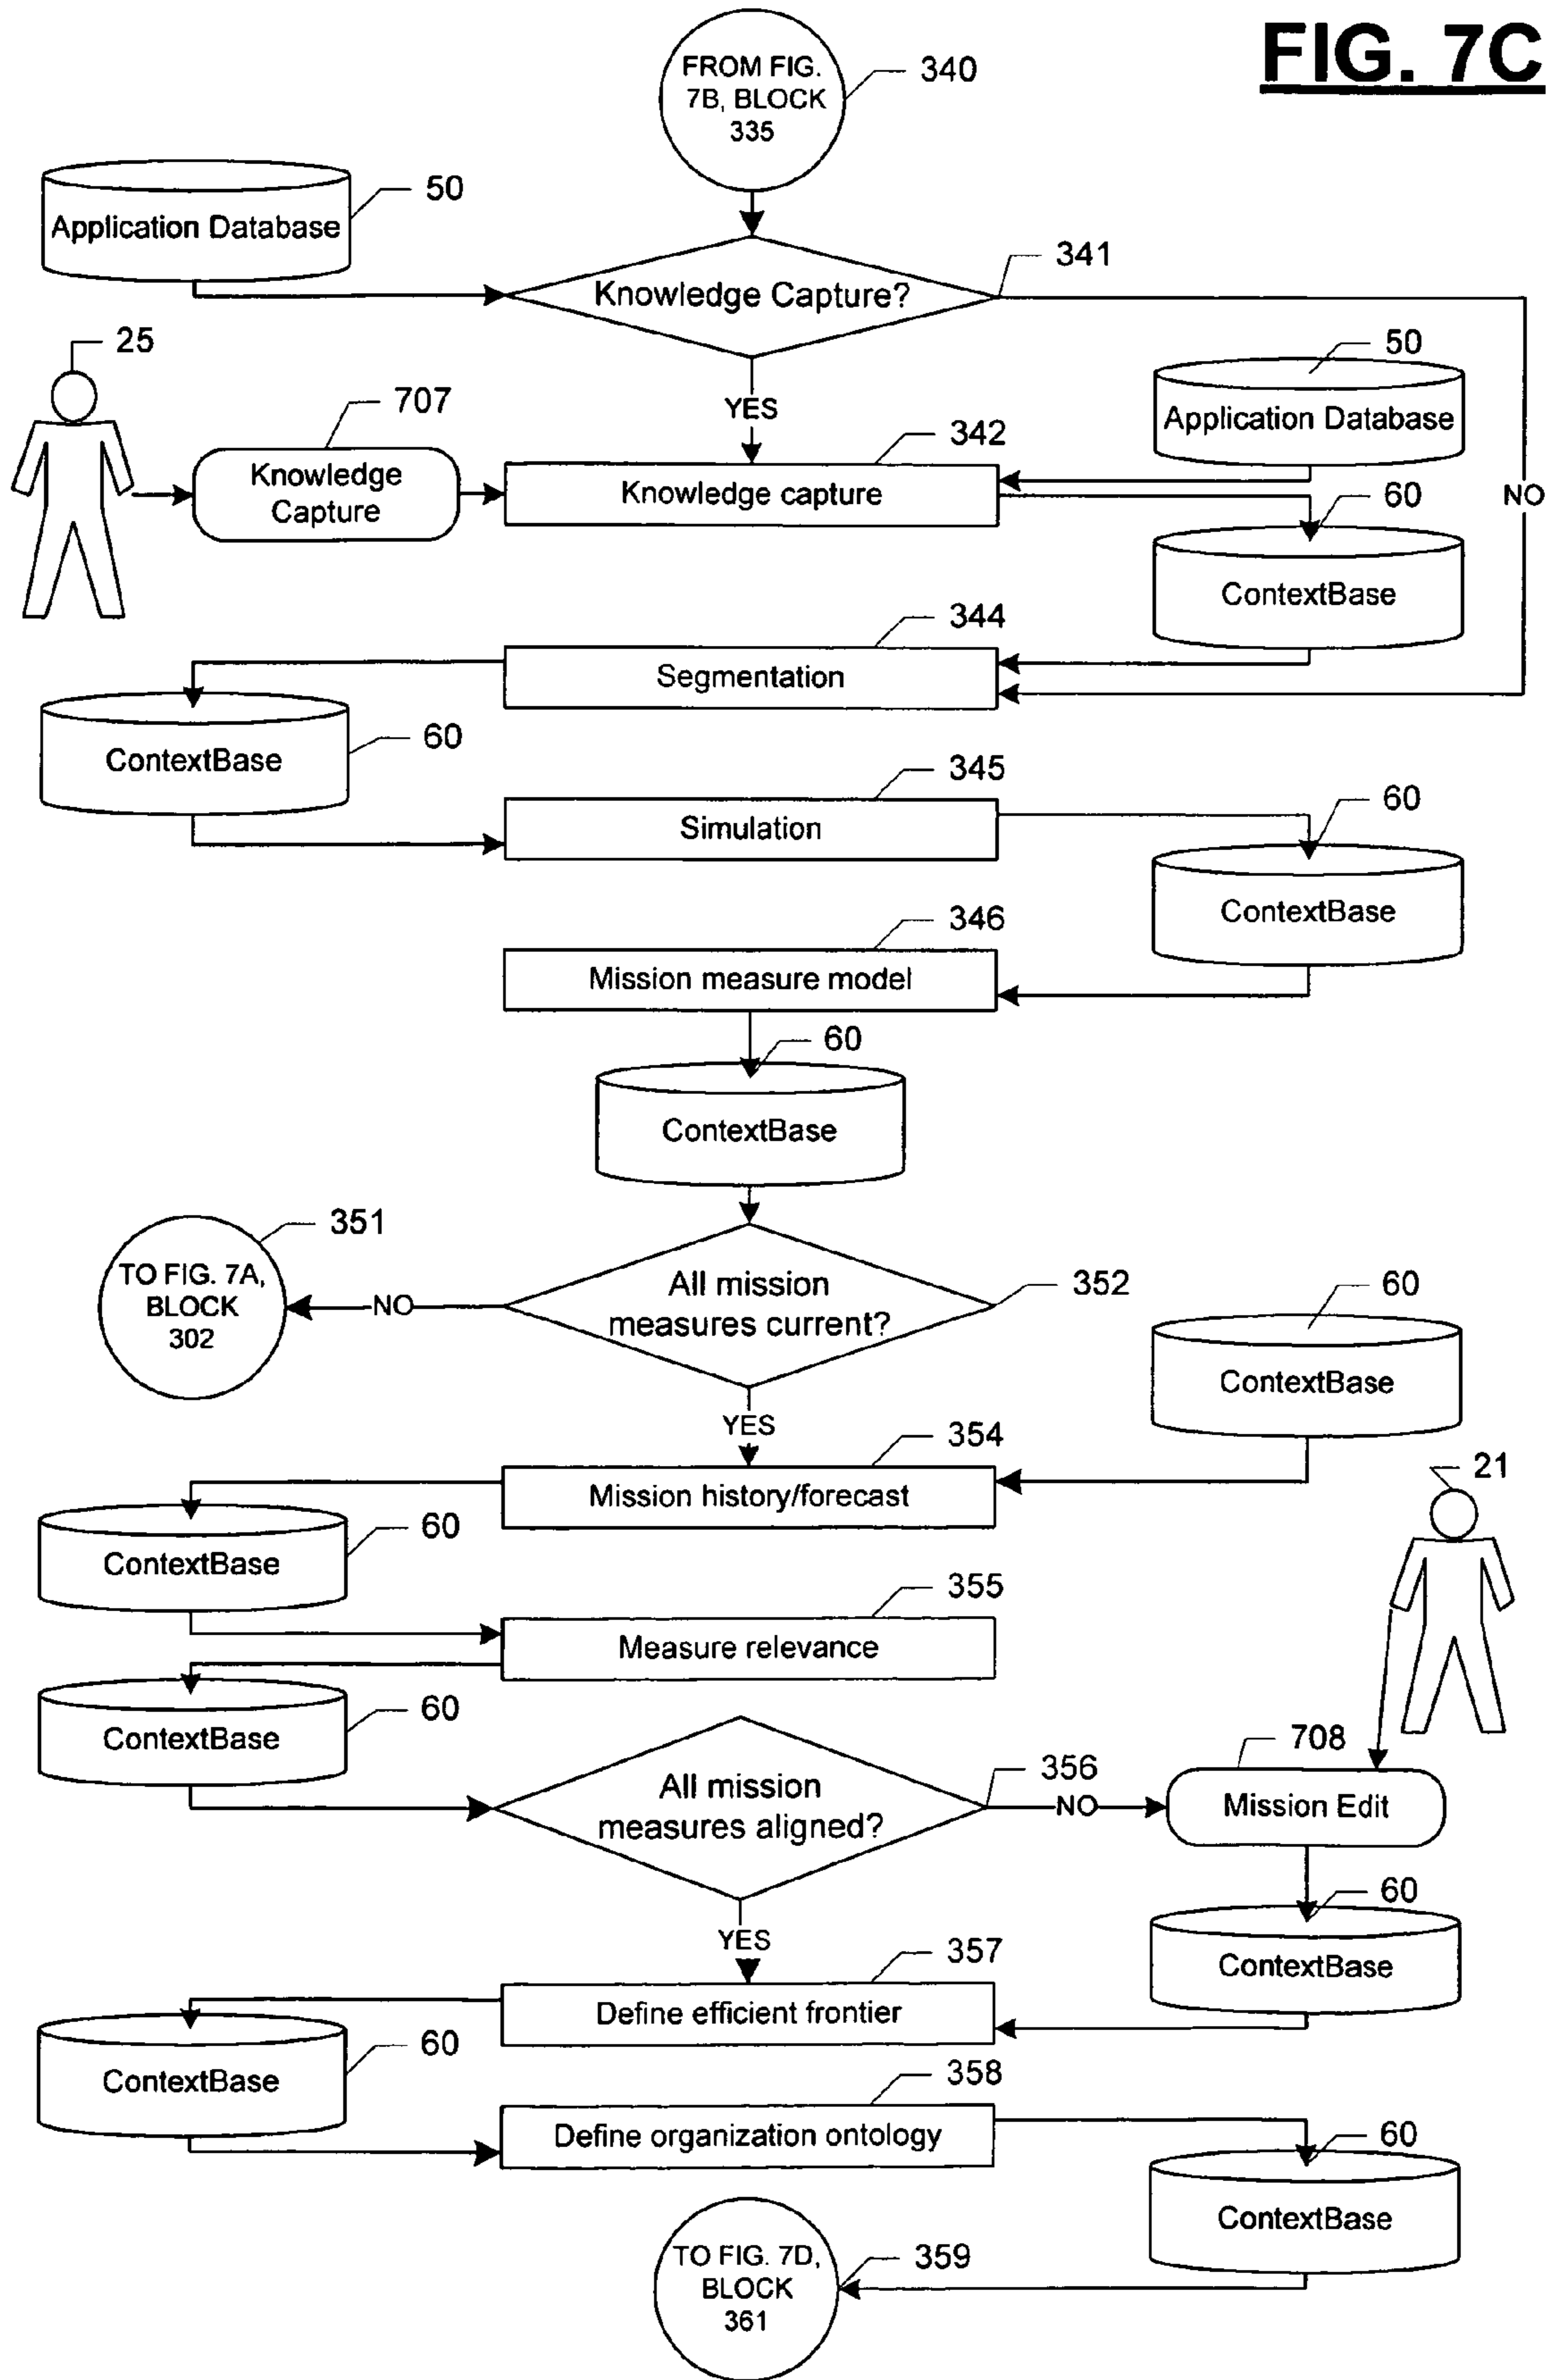 FIG. 7C
FROM FIG.
7B, BLOCK
335
340
Application Database
50
Knowledge Capture?
341
25
YES
50
Application Database
707
Knowledge
Capture
342
Knowledge capture
NO
60
ContextBase
344
Segmentation
ContextBase
60
345
Simulation
60
ContextBase
346
Mission measure model
60
ContextBase
351
TO FIG. 7A,
BLOCK
302
NO
All mission
measures current?
352
60
ContextBase
YES
354
Mission history/forecast
21
60
ContextBase
355
Measure relevance
60
ContextBase
All mission
measures aligned?
356
NO
708
Mission Edit
YES
60
ContextBase
357
Define efficient frontier
60
ContextBase
358
Define organization ontology
60
ContextBase
TO FIG. 7D,
BLOCK
361
359